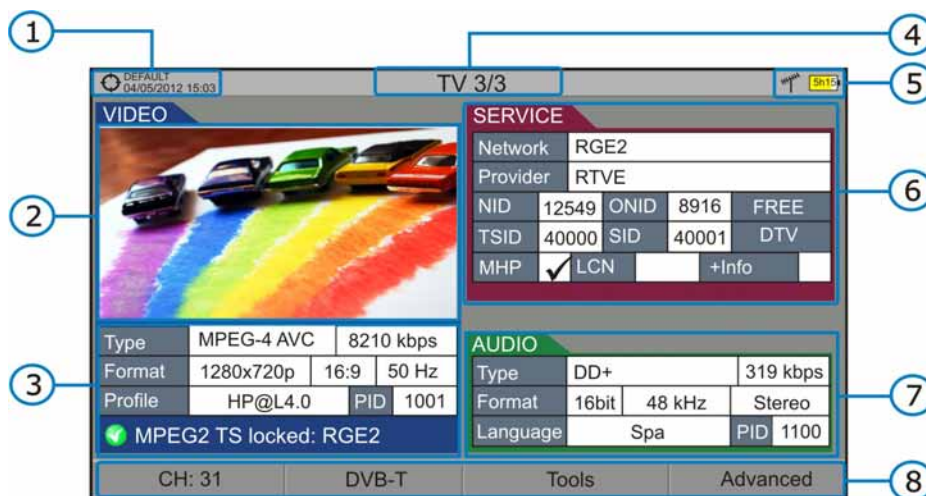 1
4
DEFAULT
04/05/2012 15:03
TV 3/3
5h15
5
VIDEO
2
SERVICE
Network RGE2
Provider RTVE
NID 12549 ONID 8916 FREE
TSID 40000 SID 40001 DTV
MHP ✓ LCN +Info
6
3
Type MPEG-4 AVC 8210 kbps
Format 1280x720p 16:9 50 Hz
Profile HP@L4.0 PID 1001
MPEG2 TS locked: RGE2
AUDIO
Type DD+ 319 kbps
Format 16bit 48 kHz Stereo
Language Spa PID 1100
7
CH: 31 DVB-T Tools Advanced
8